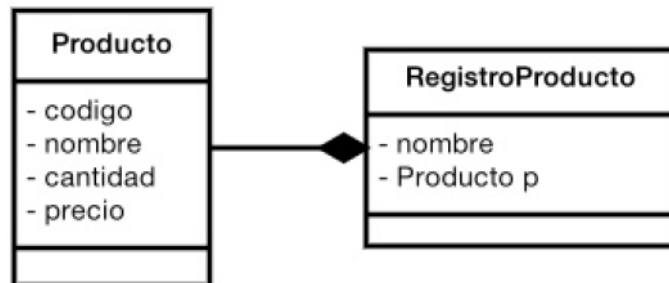 Producto
- codigo
- nombre
- cantidad
- precio
RegistroProducto
- nombre
- Producto p